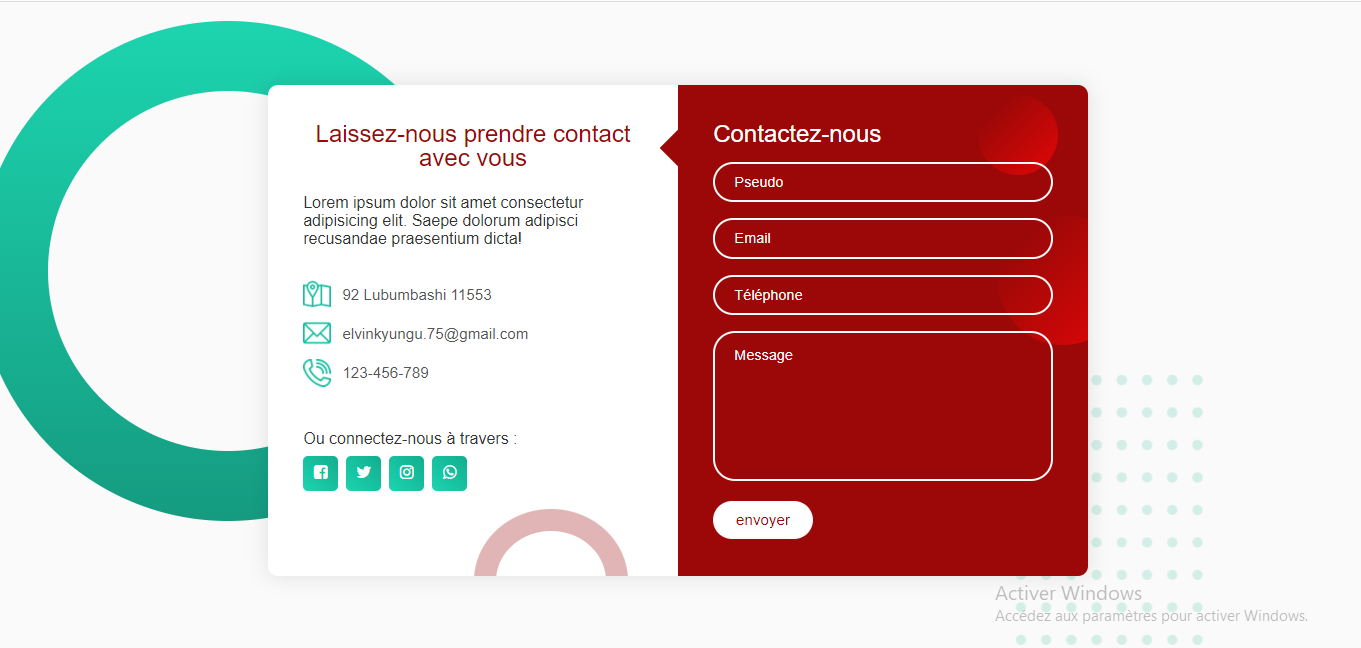 Laissez-nous prendre contact
avec vous
Lorem ipsum dolor sit amet consectetur
adipisicing elit. Saepe dolorum adipisci
recusandae praesentium dicta!
92 Lubumbashi 11553
elvinkyungu.75@gmail.com
123-456-789
Ou connectez-nous à travers :
Contactez-nous
Pseudo
Email
Téléphone
Message
envoyer
Activer Windows
Accédez aux paramètres pour activer Windows.